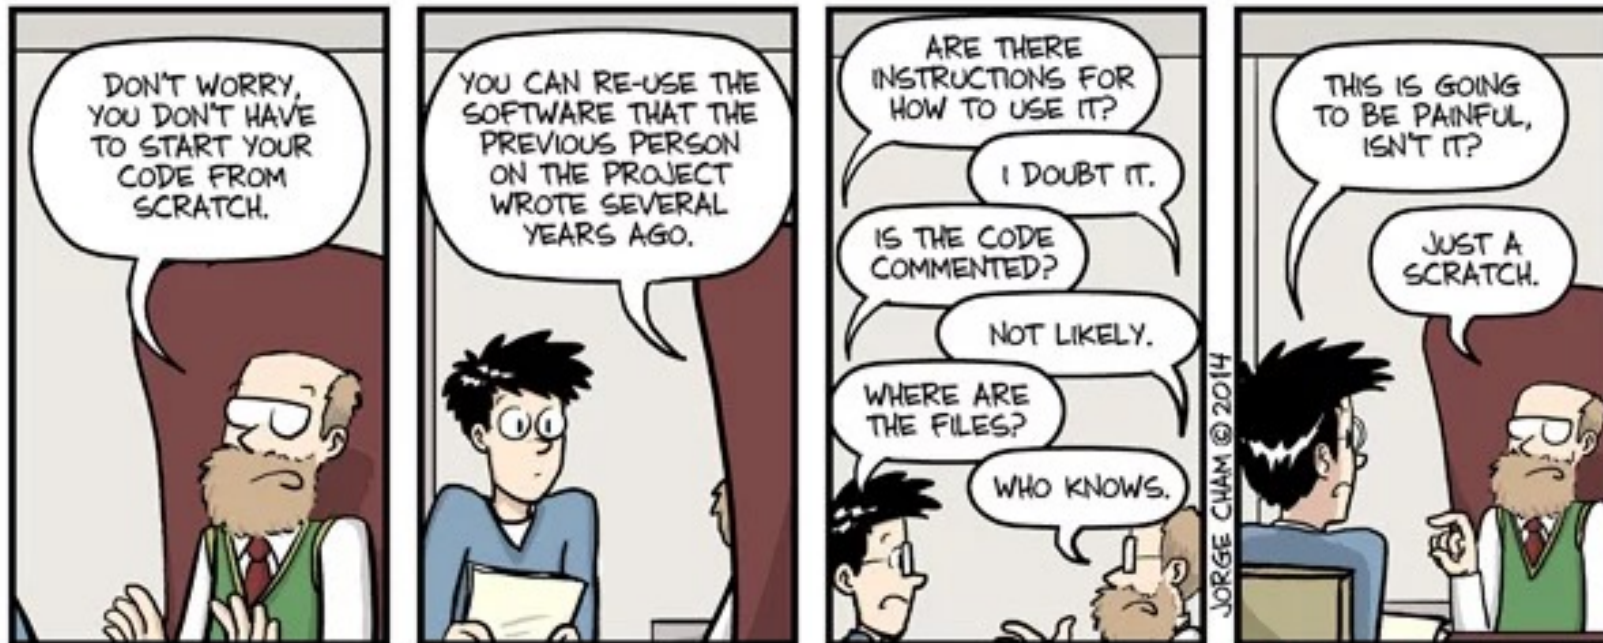 DON'T WORRY,
YOU DON'T HAVE
TO START YOUR
CODE FROM
SCRATCH.
YOU CAN RE-USE THE
SOFTWARE THAT THE
PREVIOUS PERSON
ON THE PROJECT
WROTE SEVERAL
YEARS AGO.
ARE THERE
INSTRUCTIONS FOR
HOW TO USE IT?
I DOUBT IT.
IS THE CODE
COMMENTED?
NOT LIKELY.
WHERE ARE
THE FILES?
WHO KNOWS.
JORGE CHAM © 2014
THIS IS GOING
TO BE PAINFUL,
ISN'T IT?
JUST A
SCRATCH.